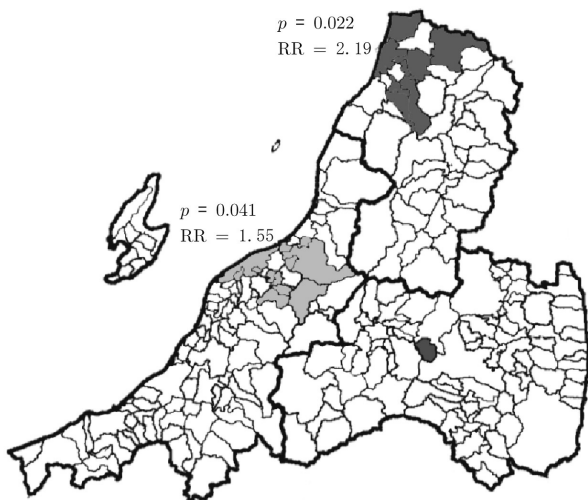 p = 0.022
RR = 2.19
p = 0.041
RR = 1.55